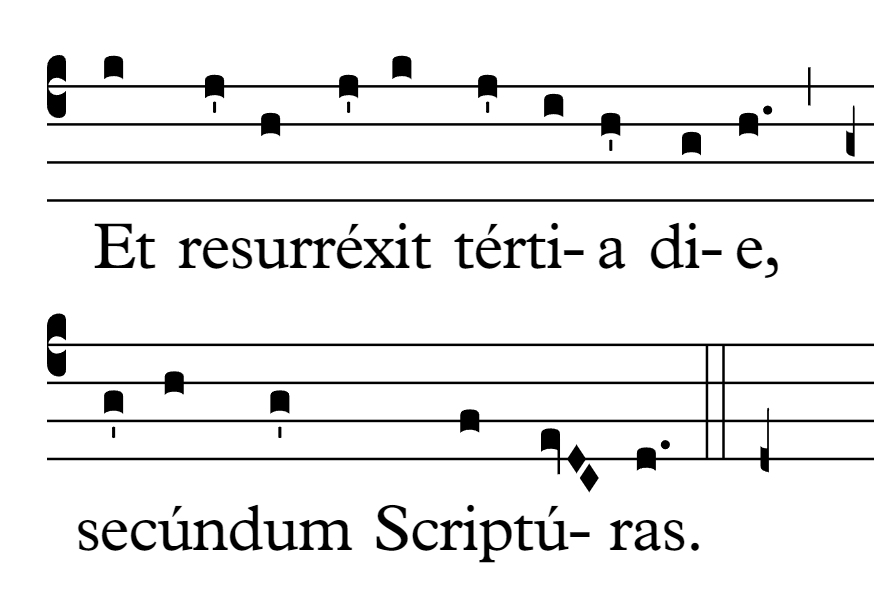 Et resurréxit térti- a di- e,
secúndum Scriptú- ras.